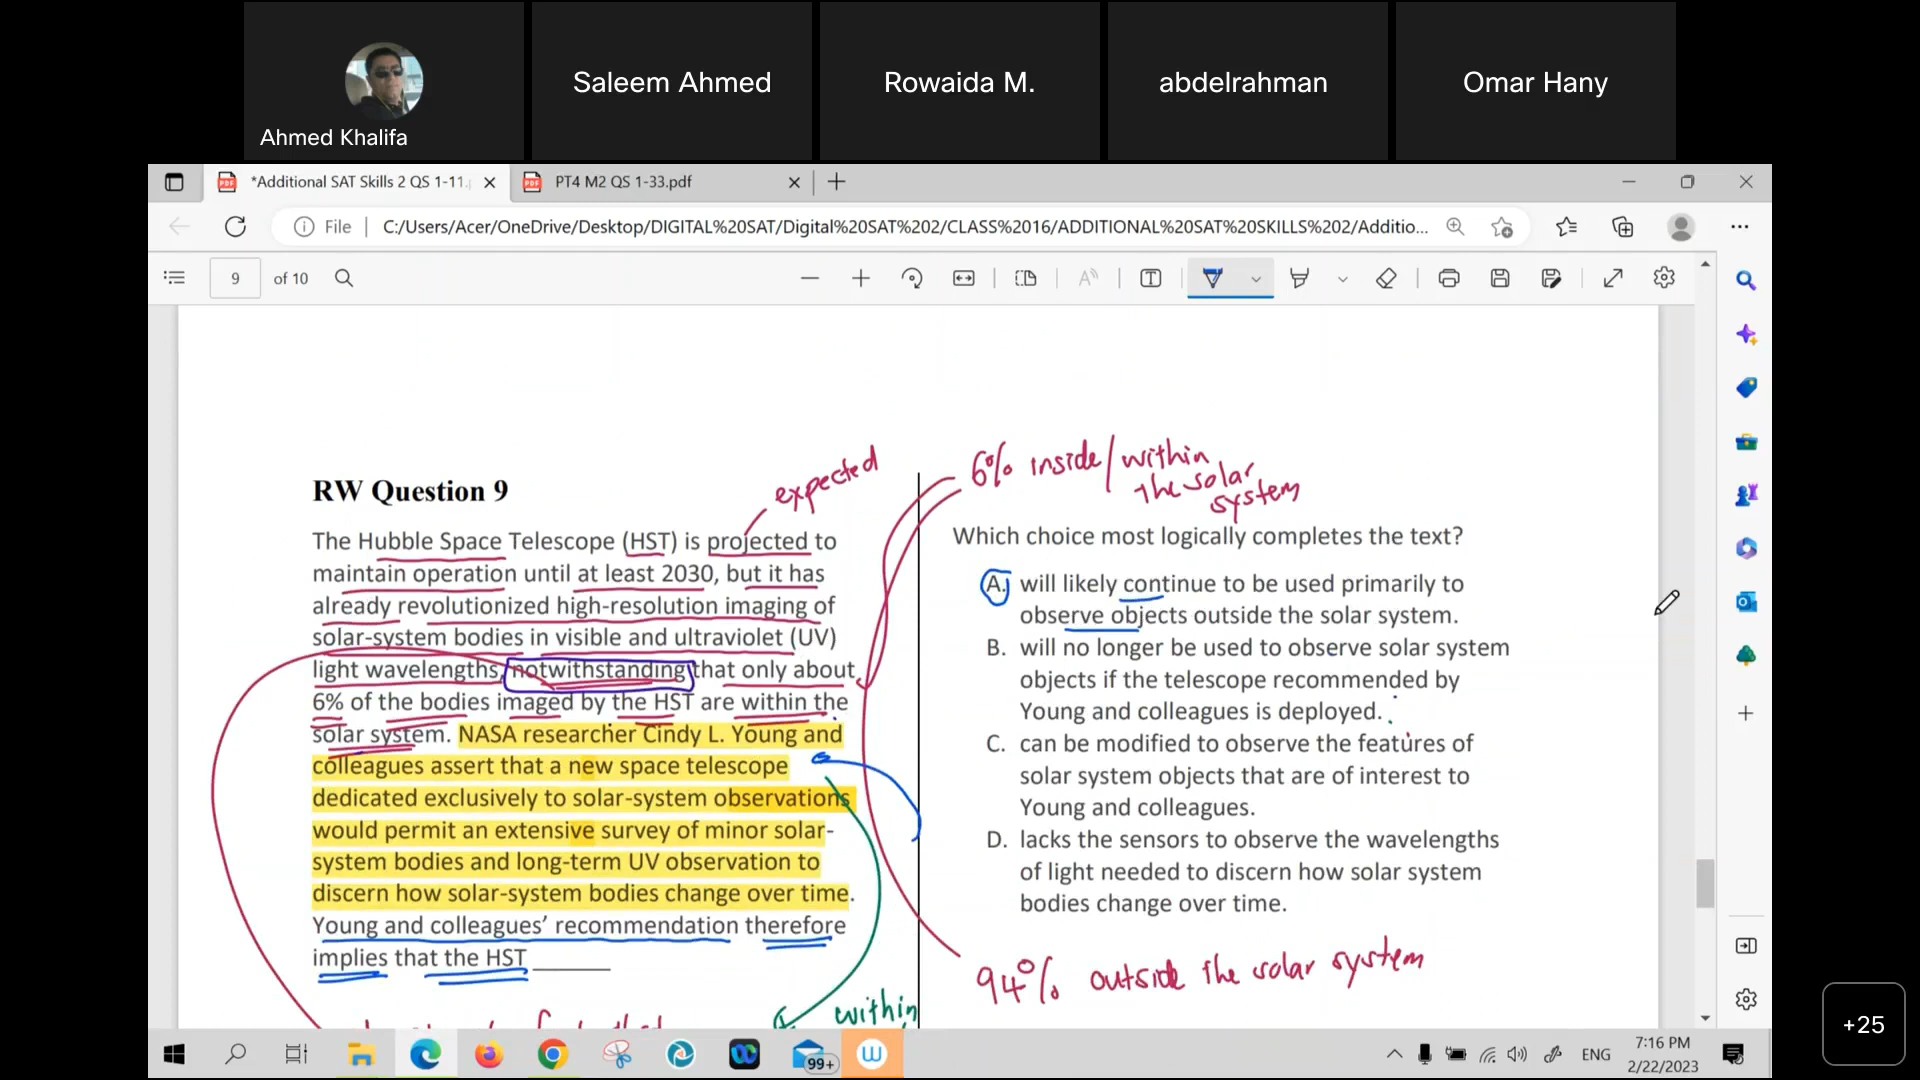 Saleem Ahmed
Rowaida M.
abdelrahman
Omar Hany
Ahmed Khalifa
*Additional SAT Skills 2 QS 1-11.
PT4 M2 QS 1-33.pdf
File
C:/Users/Acer/OneDrive/Desktop/DIGITAL%20SAT/Digital%20SAT%202/CLASS%2016/ADDITIONAL%20SAT%20SKILLS%202/Additio...
9 of 10
expected
6% inside/within
the solar
system
RW Question 9
The Hubble Space Telescope (HST) is projected to
maintain operation until at least 2030, but it has
already revolutionized high-resolution imaging of
solar-system bodies in visible and ultraviolet (UV)
light wavelengths, notwithstanding that only about
6% of the bodies imaged by the HST are within the
solar system. NASA researcher Cindy L. Young and
colleagues assert that a new space telescope
dedicated exclusively to solar-system observations
would permit an extensive survey of minor solar-
system bodies and long-term UV observation to
discern how solar-system bodies change over time.
Young and colleagues’ recommendation therefore
implies that the HST ______
within
Which choice most logically completes the text?
A. will likely continue to be used primarily to
observe objects outside the solar system.
B. will no longer be used to observe solar system
objects if the telescope recommended by
Young and colleagues is deployed.
C. can be modified to observe the features of
solar system objects that are of interest to
Young and colleagues.
D. lacks the sensors to observe the wavelengths
of light needed to discern how solar system
bodies change over time.
94% outside the solar system
+25
99+
ENG
7:16 PM
2/22/2023